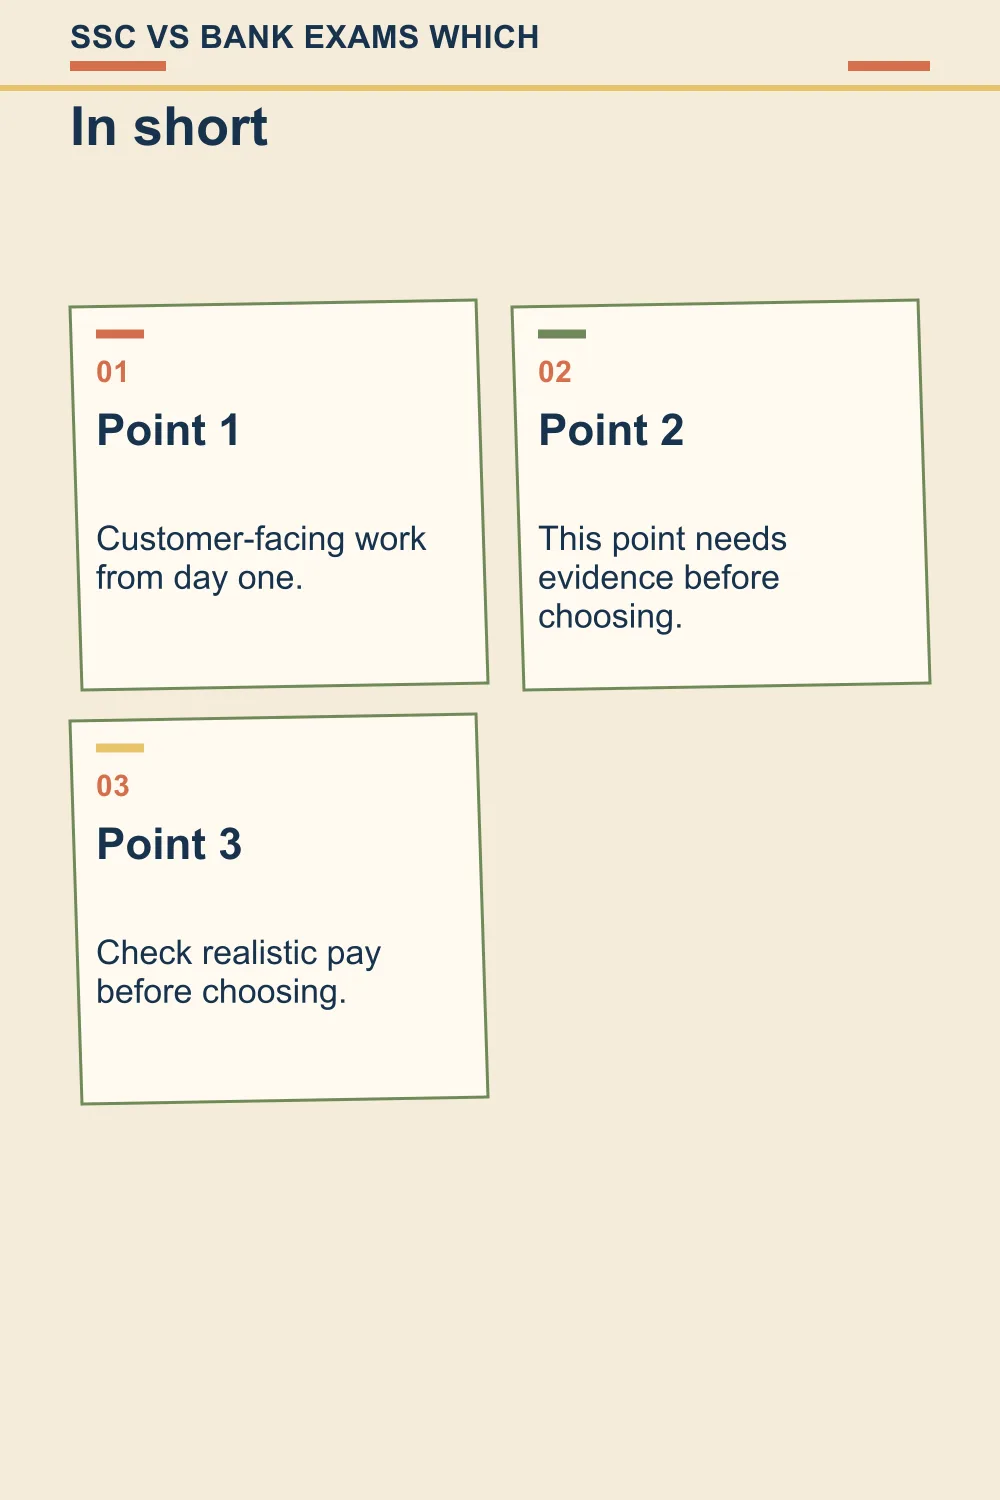 SSC VS BANK EXAMS WHICH
In short
01
Point 1
Customer-facing work
from day one.
02
Point 2
This point needs
evidence before
choosing.
03
Point 3
Check realistic pay
before choosing.